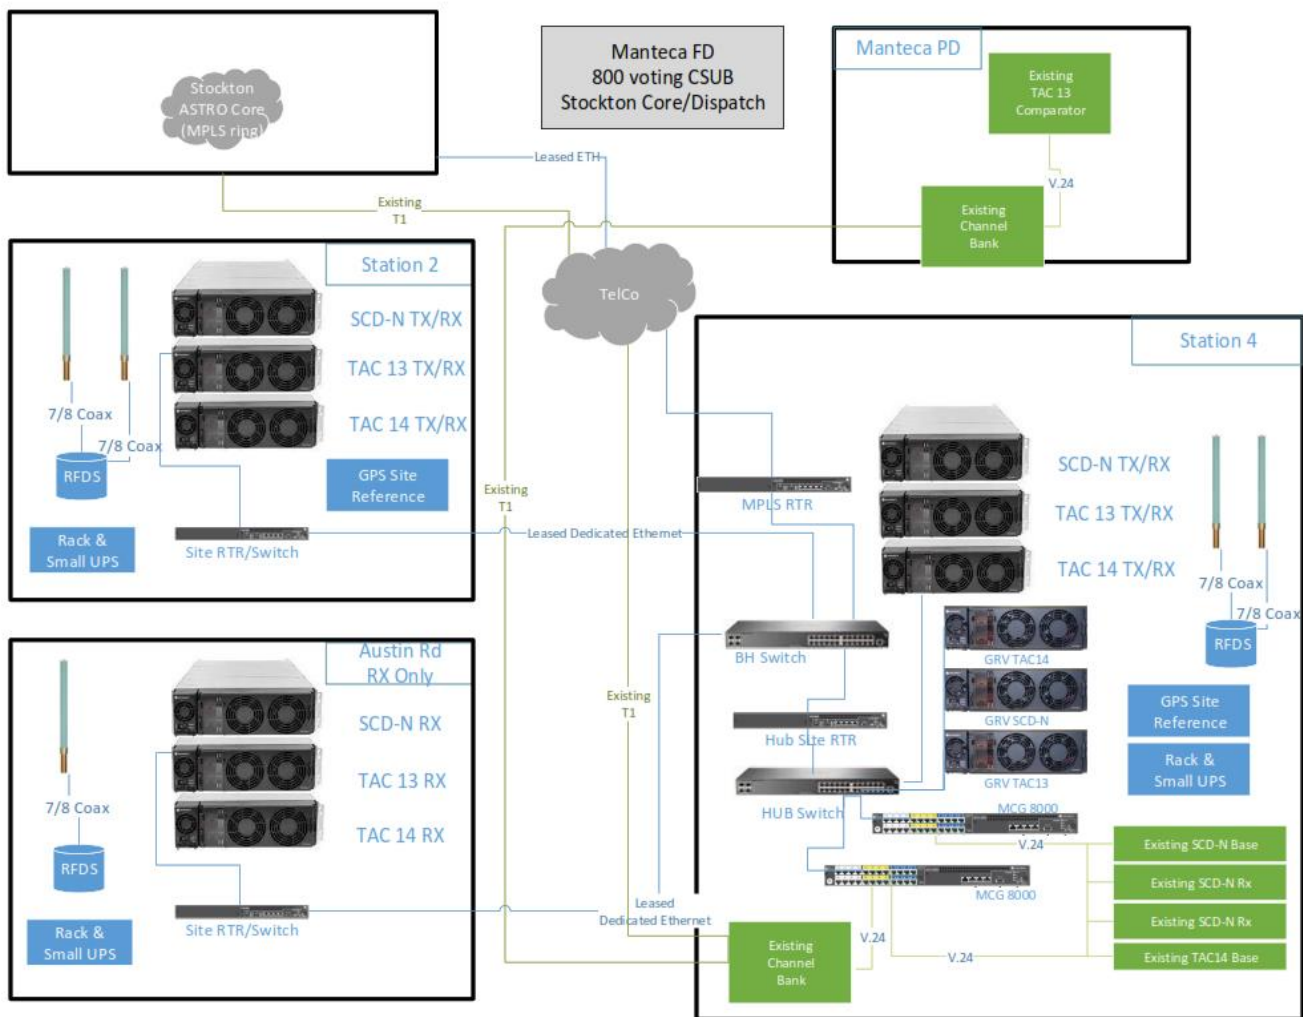 Stockton
ASTRO Core
(MPLS ring)
Manteca FD
800 voting CSUB
Stockton Core/Dispatch
Manteca PD
Existing
TAC 13
Comparator
V.24
Existing
Channel
Bank
Leased ETH
Existing
T1
TelCo
Station 2
SCD-N TX/RX
TAC 13 TX/RX
TAC 14 TX/RX
7/8 Coax
7/8 Coax
RFDS
GPS Site
Reference
Rack &
Small UPS
Site RTR/Switch
Existing
T1
Leased Dedicated Ethernet
Station 4
SCD-N TX/RX
TAC 13 TX/RX
TAC 14 TX/RX
MPLS RTR
7/8 Coax
7/8 Coax
RFDS
BH Switch
GRV TAC14
GRV SCD-N
GRV TAC13
Hub Site RTR
HUB Switch
GPS Site
Reference
Rack &
Small UPS
MCG 8000
V.24
MCG 8000
Existing SCD-N Base
Existing SCD-N Rx
Existing SCD-N Rx
Existing TAC14 Base
V.24
V.24
Existing
Channel
Bank
Existing
T1
Austin Rd
RX Only
SCD-N RX
TAC 13 RX
TAC 14 RX
7/8 Coax
RFDS
Rack &
Small UPS
Site RTR/Switch
Leased
Dedicated Ethernet